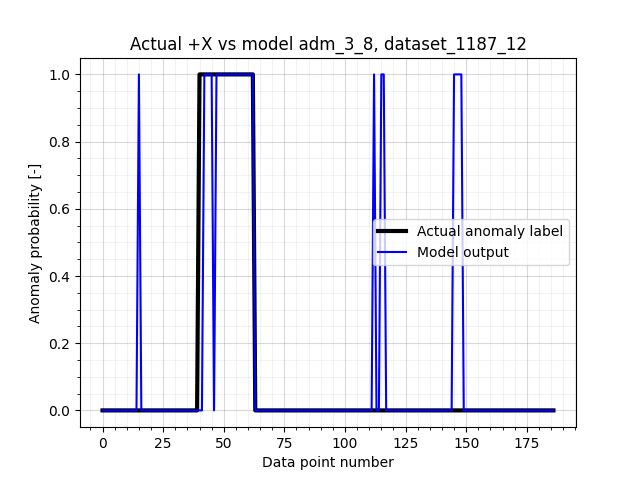 Actual +X vs model adm_3_8, dataset_1187_12
1.0
0.8
0.6
0.4
0.2
0.0
Anomaly probability [-]
Actual anomaly label
Model output
0 25 50 75 100 125 150 175
Data point number